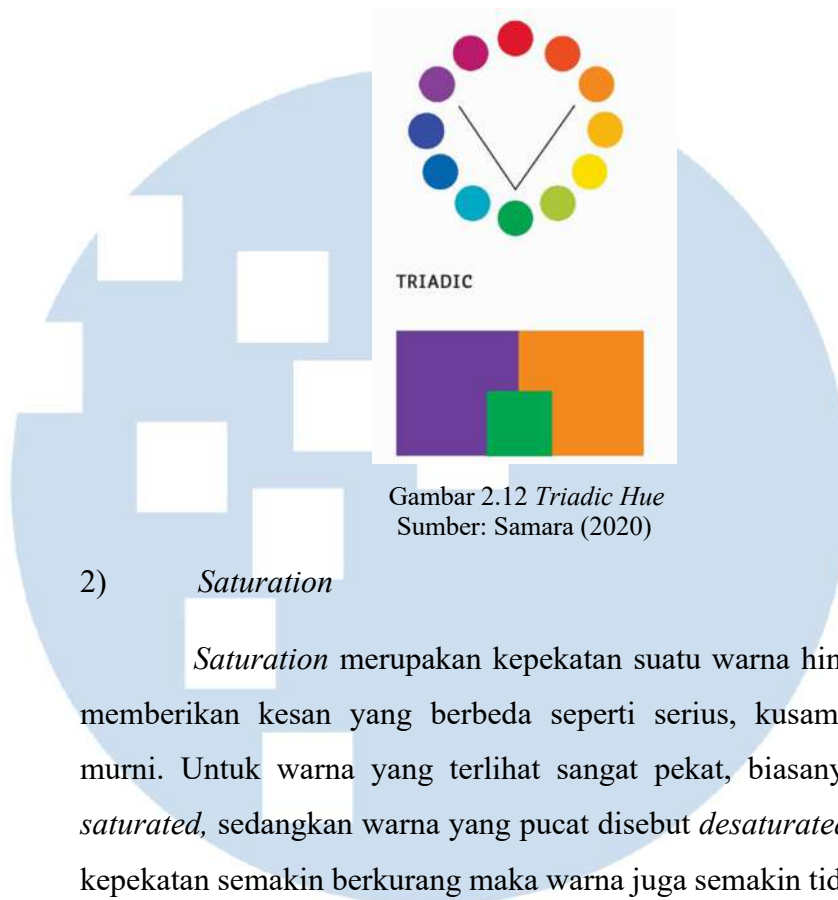 TRIADIC
Gambar 2.12 Triadic Hue
Sumber: Samara (2020)
2) Saturation
Saturation merupakan kepekatan suatu warna hin
memberikan kesan yang berbeda seperti serius, kusam
murni. Untuk warna yang terlihat sangat pekat, biasany
saturated, sedangkan warna yang pucat disebut desaturated
kepekatan semakin berkurang maka warna juga semakin tid